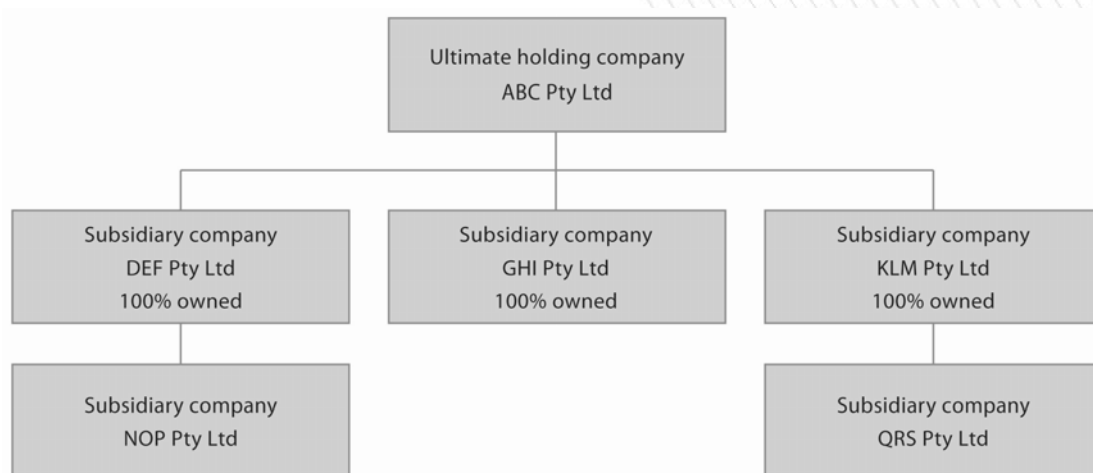 Ultimate holding company
ABC Pty Ltd
Subsidiary company
DEF Pty Ltd
100% owned
Subsidiary company
GHI Pty Ltd
100% owned
Subsidiary company
KLM Pty Ltd
100% owned
Subsidiary company
NOP Pty Ltd
Subsidiary company
QRS Pty Ltd